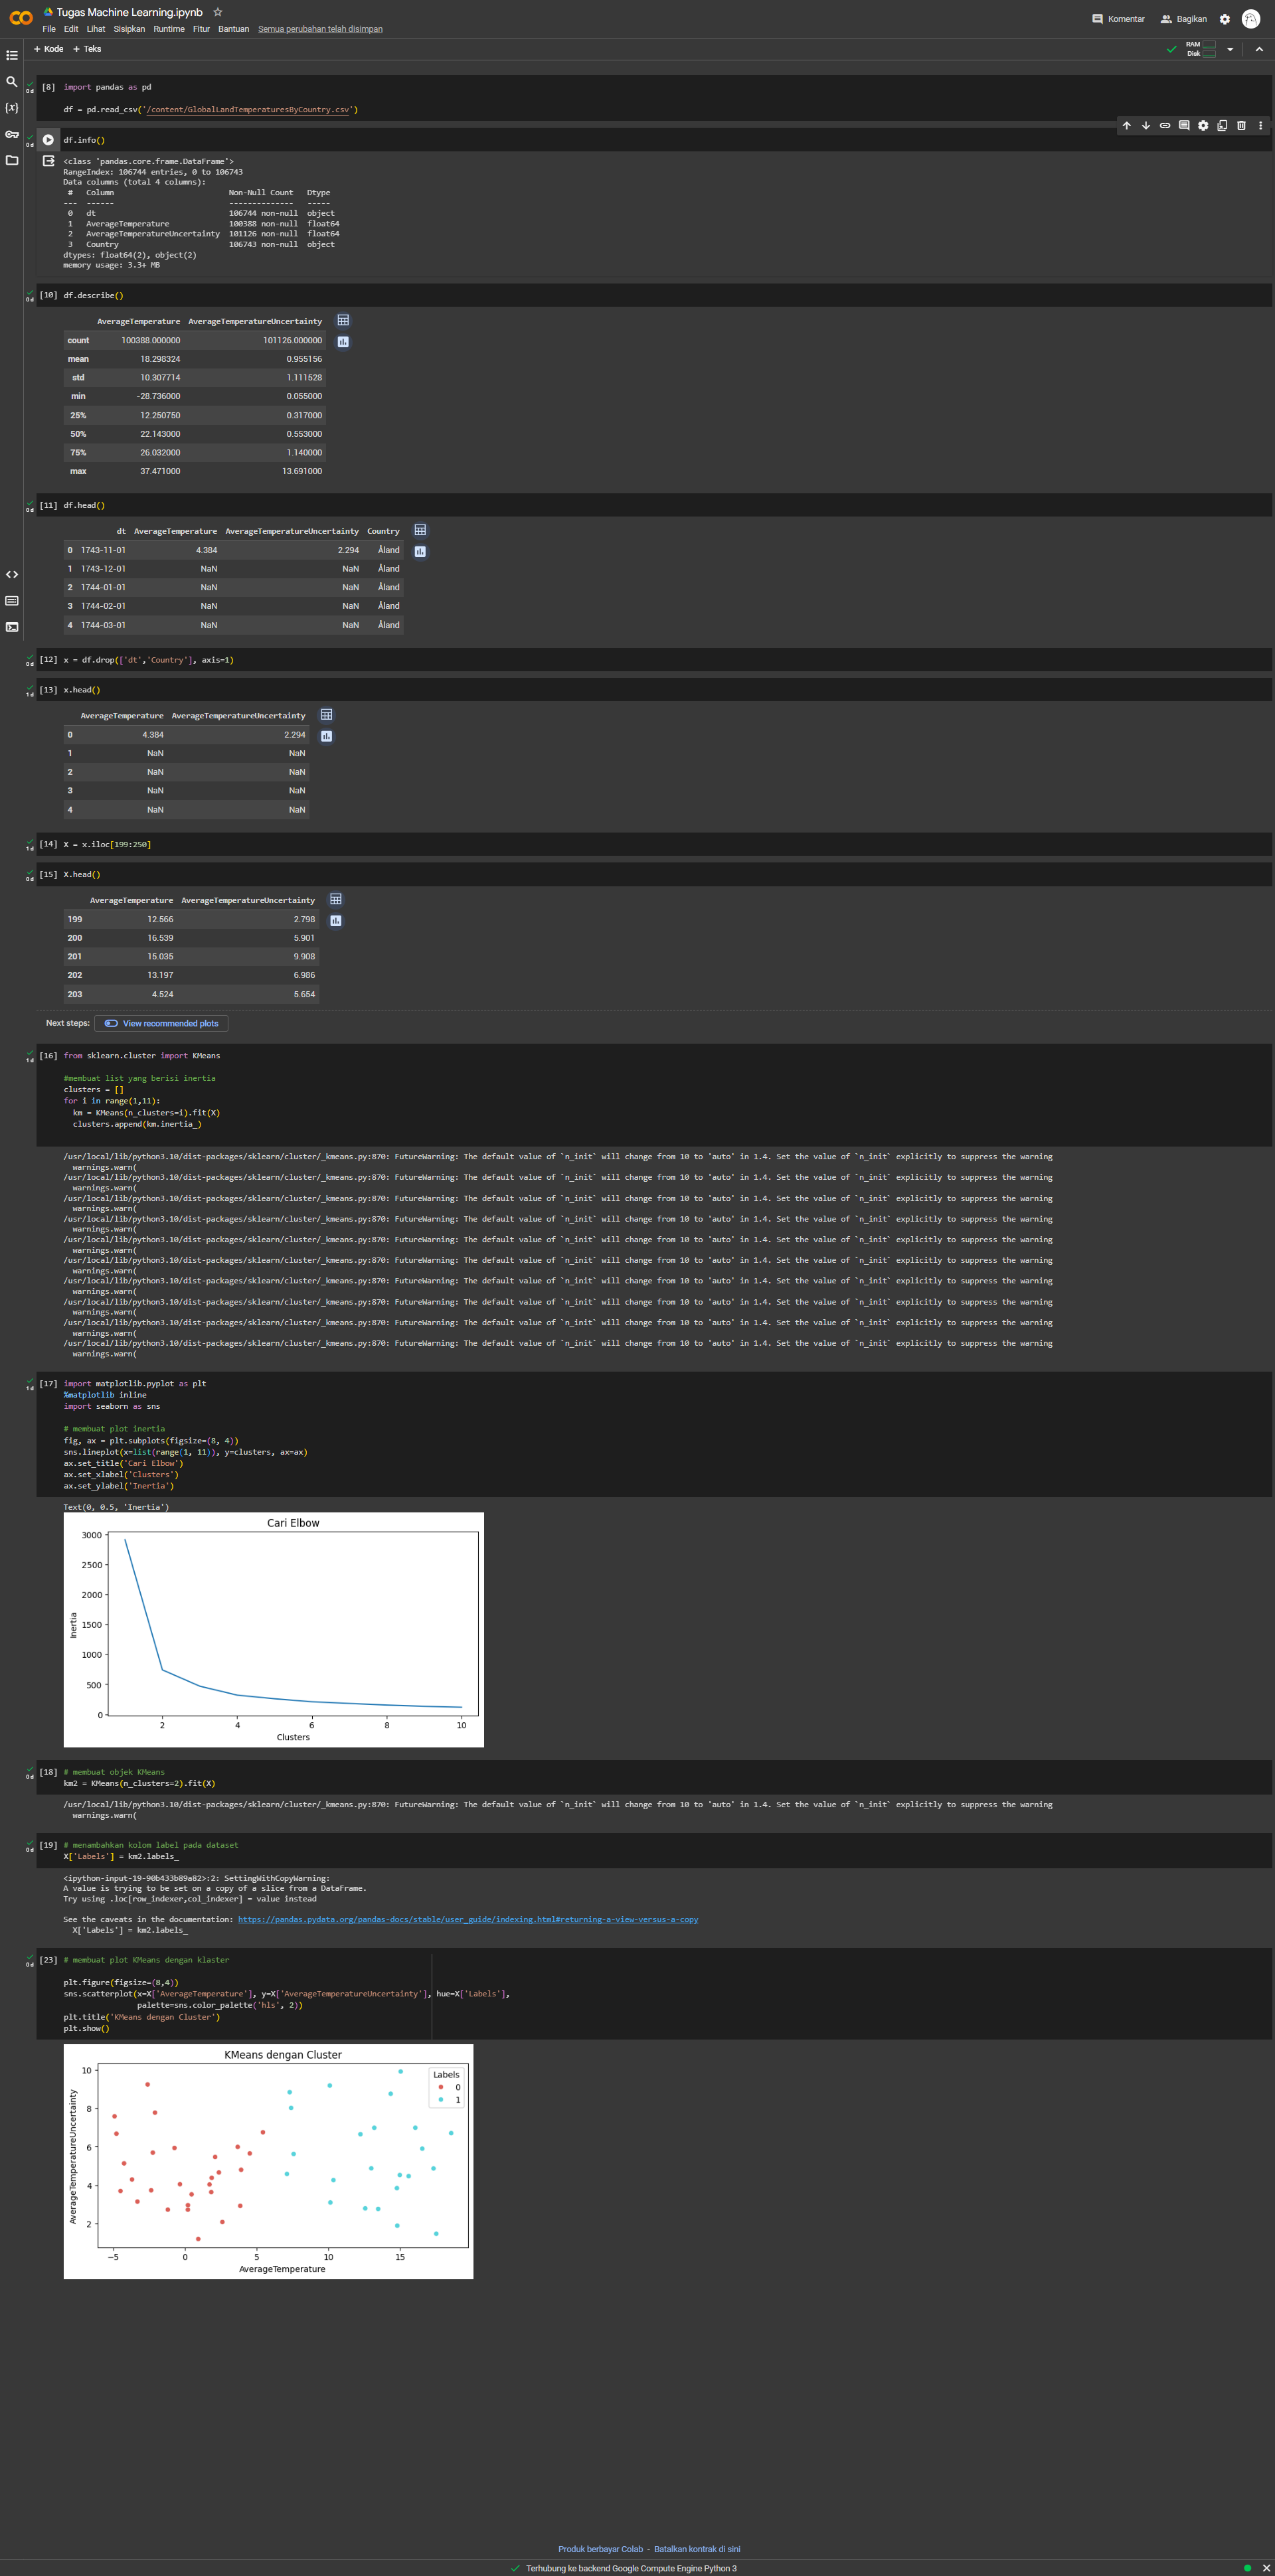 Tugas Machine Learning.ipynb
File Edit Lihat Sisipkan Runtime Fitur Bantuan Semua perubahan telah disimpan
Komentar Bagikan
+ Kode + Teks
RAM
Disk
[8] import pandas as pd
df = pd.read_csv('/content/GlobalLandTemperaturesByCountry.csv')
df.info()
<class 'pandas.core.frame.DataFrame'>
RangeIndex: 106744 entries, 0 to 106743
Data columns (total 4 columns):
# Column Non-Null Count Dtype
--- ------ -------------- -----
0 dt 106744 non-null object
1 AverageTemperature 100388 non-null float64
2 AverageTemperatureUncertainty 101126 non-null float64
3 Country 106743 non-null object
dtypes: float64(2), object(2)
memory usage: 3.3+ MB
[10] df.describe()
AverageTemperature AverageTemperatureUncertainty
count 100388.000000 101126.000000
mean 18.298324 0.955156
std 10.307714 1.111528
min -28.736000 0.055000
25% 12.250750 0.317000
50% 22.143000 0.553000
75% 26.032000 1.140000
max 37.471000 13.691000
[11] df.head()
dt AverageTemperature AverageTemperatureUncertainty Country
0 1743-11-01 4.384 2.294 Åland
1 1743-12-01 NaN NaN Åland
2 1744-01-01 NaN NaN Åland
3 1744-02-01 NaN NaN Åland
4 1744-03-01 NaN NaN Åland
[12] x = df.drop(['dt','Country'], axis=1)
[13] x.head()
AverageTemperature AverageTemperatureUncertainty
0 4.384 2.294
1 NaN NaN
2 NaN NaN
3 NaN NaN
4 NaN NaN
[14] X = x.iloc[199:250]
[15] X.head()
AverageTemperature AverageTemperatureUncertainty
199 12.566 2.798
200 16.539 5.901
201 15.035 9.908
202 13.197 6.986
203 4.524 5.654
Next steps: View recommended plots
[16] from sklearn.cluster import KMeans
#membuat list yang berisi inertia
clusters = []
for i in range(1,11):
km = KMeans(n_clusters=i).fit(X)
clusters.append(km.inertia_)
/usr/local/lib/python3.10/dist-packages/sklearn/cluster/_kmeans.py:870: FutureWarning: The default value of `n_init` will change from 10 to 'auto' in 1.4. Set the value of `n_init` explicitly to suppress the warning
warnings.warn(
/usr/local/lib/python3.10/dist-packages/sklearn/cluster/_kmeans.py:870: FutureWarning: The default value of `n_init` will change from 10 to 'auto' in 1.4. Set the value of `n_init` explicitly to suppress the warning
warnings.warn(
/usr/local/lib/python3.10/dist-packages/sklearn/cluster/_kmeans.py:870: FutureWarning: The default value of `n_init` will change from 10 to 'auto' in 1.4. Set the value of `n_init` explicitly to suppress the warning
warnings.warn(
/usr/local/lib/python3.10/dist-packages/sklearn/cluster/_kmeans.py:870: FutureWarning: The default value of `n_init` will change from 10 to 'auto' in 1.4. Set the value of `n_init` explicitly to suppress the warning
warnings.warn(
/usr/local/lib/python3.10/dist-packages/sklearn/cluster/_kmeans.py:870: FutureWarning: The default value of `n_init` will change from 10 to 'auto' in 1.4. Set the value of `n_init` explicitly to suppress the warning
warnings.warn(
/usr/local/lib/python3.10/dist-packages/sklearn/cluster/_kmeans.py:870: FutureWarning: The default value of `n_init` will change from 10 to 'auto' in 1.4. Set the value of `n_init` explicitly to suppress the warning
warnings.warn(
/usr/local/lib/python3.10/dist-packages/sklearn/cluster/_kmeans.py:870: FutureWarning: The default value of `n_init` will change from 10 to 'auto' in 1.4. Set the value of `n_init` explicitly to suppress the warning
warnings.warn(
/usr/local/lib/python3.10/dist-packages/sklearn/cluster/_kmeans.py:870: FutureWarning: The default value of `n_init` will change from 10 to 'auto' in 1.4. Set the value of `n_init` explicitly to suppress the warning
warnings.warn(
/usr/local/lib/python3.10/dist-packages/sklearn/cluster/_kmeans.py:870: FutureWarning: The default value of `n_init` will change from 10 to 'auto' in 1.4. Set the value of `n_init` explicitly to suppress the warning
warnings.warn(
/usr/local/lib/python3.10/dist-packages/sklearn/cluster/_kmeans.py:870: FutureWarning: The default value of `n_init` will change from 10 to 'auto' in 1.4. Set the value of `n_init` explicitly to suppress the warning
warnings.warn(
[17] import matplotlib.pyplot as plt
%matplotlib inline
import seaborn as sns
# membuat plot inertia
fig, ax = plt.subplots(figsize=(8, 4))
sns.lineplot(x=list(range(1, 11)), y=clusters, ax=ax)
ax.set_title('Cari Elbow')
ax.set_xlabel('Clusters')
ax.set_ylabel('Inertia')
Text(0, 0.5, 'Inertia')
Cari Elbow
3000
2500
2000
1500
1000
500
0
Inertia
2 4 6 8 10
Clusters
[18] # membuat objek KMeans
km2 = KMeans(n_clusters=2).fit(X)
/usr/local/lib/python3.10/dist-packages/sklearn/cluster/_kmeans.py:870: FutureWarning: The default value of `n_init` will change from 10 to 'auto' in 1.4. Set the value of `n_init` explicitly to suppress the warning
warnings.warn(
[19] # menambahkan kolom label pada dataset
X['Labels'] = km2.labels_
<ipython-input-19-90b433b89a82>:2: SettingWithCopyWarning:
A value is trying to be set on a copy of a slice from a DataFrame.
Try using .loc[row_indexer,col_indexer] = value instead
See the caveats in the documentation: https://pandas.pydata.org/pandas-docs/stable/user_guide/indexing.html#returning-a-view-versus-a-copy
X['Labels'] = km2.labels_
[23] # membuat plot KMeans dengan klaster
plt.figure(figsize=(8,4))
sns.scatterplot(x=X['AverageTemperature'], y=X['AverageTemperatureUncertainty'], hue=X['Labels'],
palette=sns.color_palette('hls', 2))
plt.title('KMeans dengan Cluster')
plt.show()
KMeans dengan Cluster
Labels
0
1
10
8
6
4
2
AverageTemperatureUncertainty
−5 0 5 10 15
AverageTemperature
Produk berbayar Colab - Batalkan kontrak di sini
Terhubung ke backend Google Compute Engine Python 3